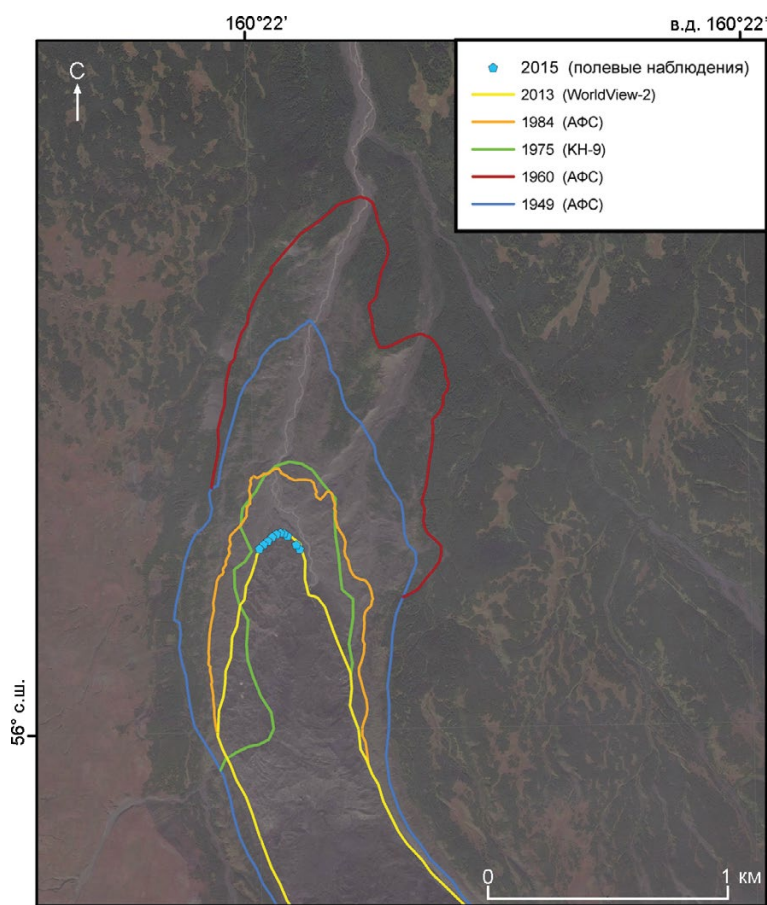 160°22'
в.д. 160°22'
С
2015 (полевые наблюдения)
2013 (WorldView-2)
1984 (АФС)
1975 (КН-9)
1960 (АФС)
1949 (АФС)
56° с.ш.
0
1 км